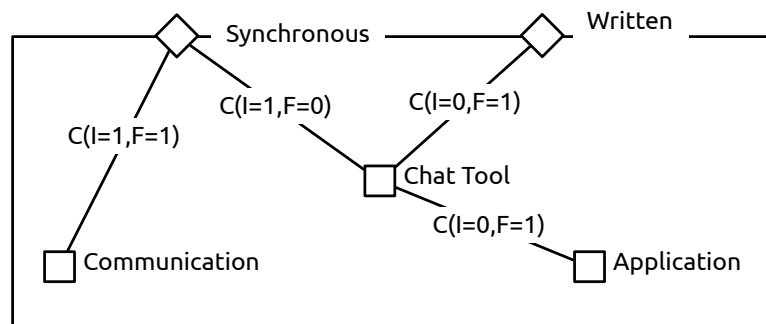 Synchronous
Written
C(I=1,F=0)
C(I=0,F=1)
C(I=1,F=1)
Chat Tool
C(I=0,F=1)
Communication
Application